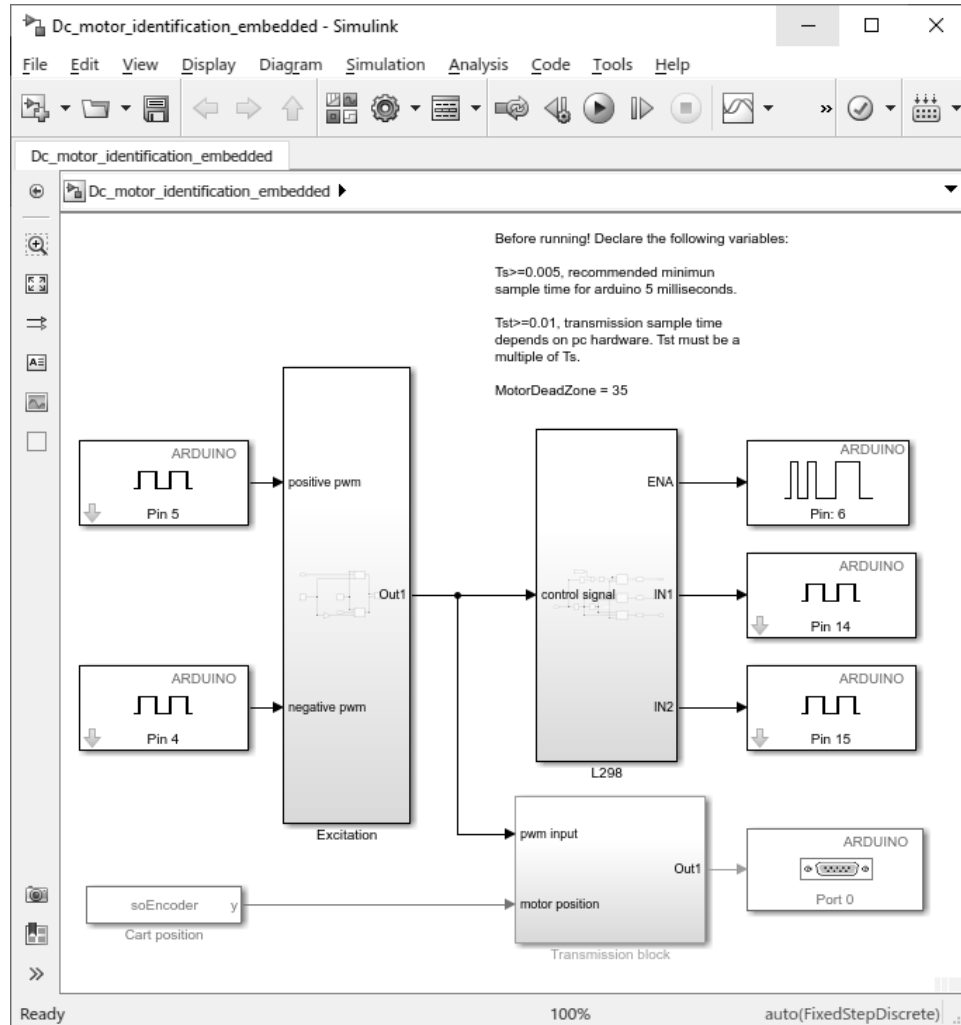 Dc_motor_identification_embedded - Simulink
File Edit View Display Diagram Simulation Analysis Code Tools Help
»
Dc_motor_identification_embedded
Dc_motor_identification_embedded
Before running! Declare the following variables:
Ts>=0.005, recommended minimun
sample time for arduino 5 milliseconds.
Tst>=0.01, transmission sample time
depends on pc hardware. Tst must be a
multiple of Ts.
MotorDeadZone = 35
ARDUINO
Pin 5
positive pwm
Out1
ARDUINO
Pin 4
negative pwm
Excitation
control signal
ENA
IN1
IN2
L298
ARDUINO
Pin: 6
ARDUINO
Pin 14
ARDUINO
Pin 15
soEncoder y
Cart position
pwm input
motor position
Out1
Transmission block
ARDUINO
Port 0
A
»
Ready 100% auto(FixedStepDiscrete)